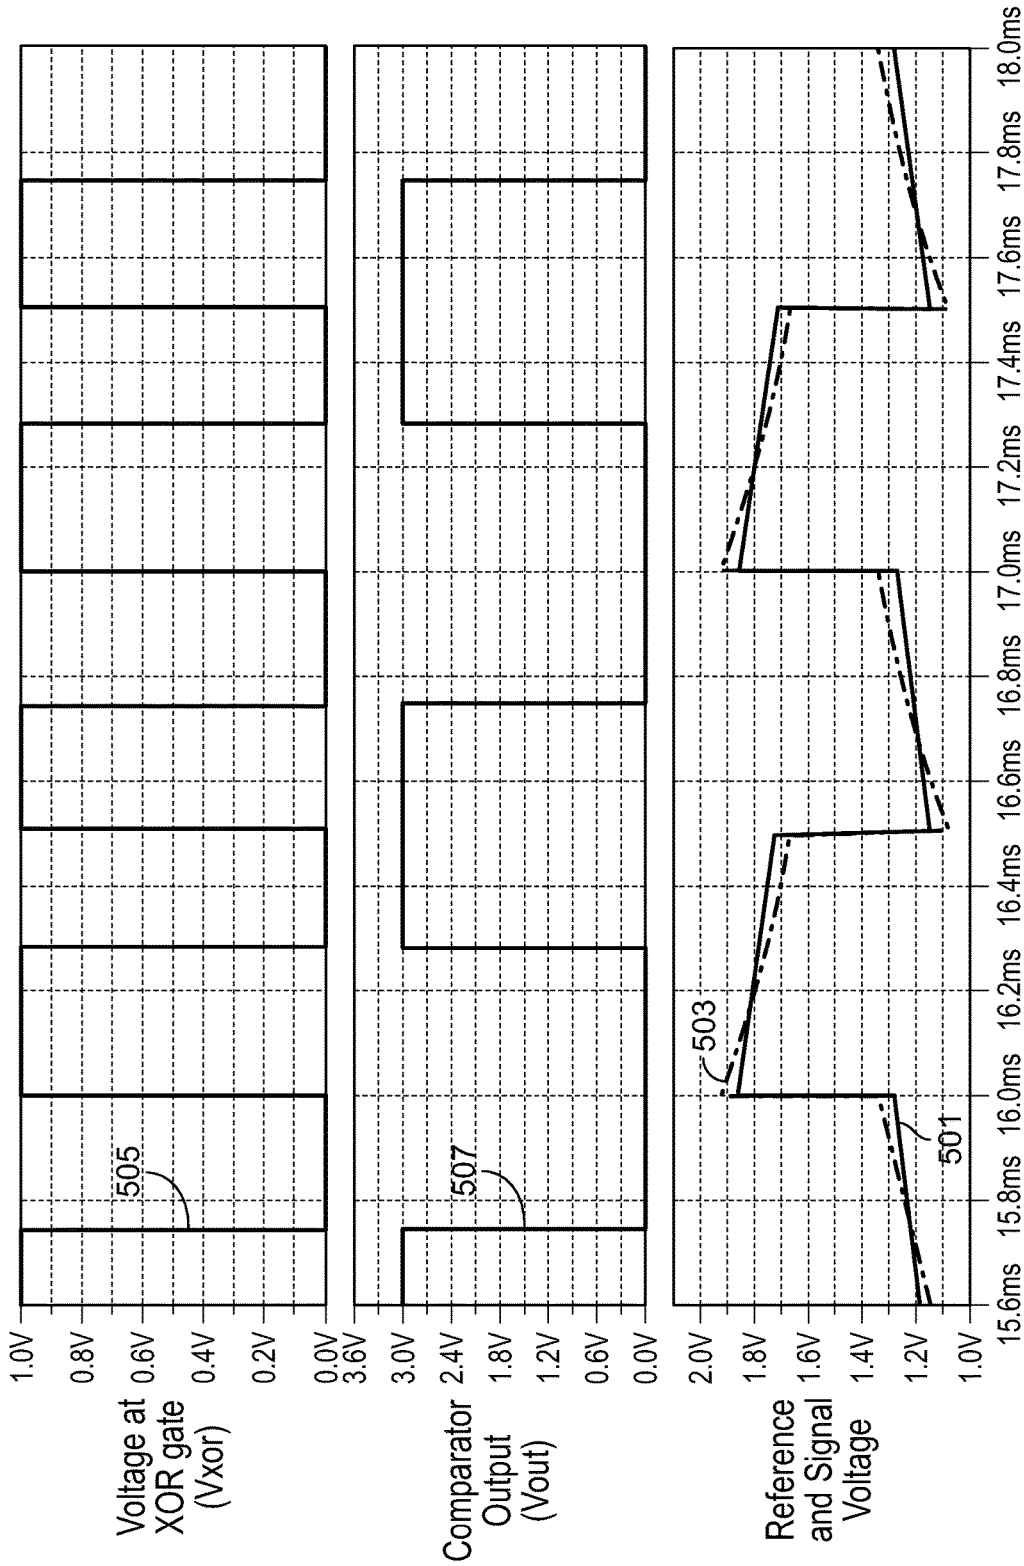 Voltage at
XOR gate
(Vxor)
1.0V
0.8V
0.6V
0.4V
0.2V
0.0V
505
Comparator
Output
(Vout)
3.6V
3.0V
2.4V
1.8V
1.2V
0.6V
0.0V
507
Reference
and Signal
Voltage
2.0V
1.8V
1.6V
1.4V
1.2V
1.0V
503
501
15.6ms
15.8ms
16.0ms
16.2ms
16.4ms
16.6ms
16.8ms
17.0ms
17.2ms
17.4ms
17.6ms
17.8ms
18.0ms